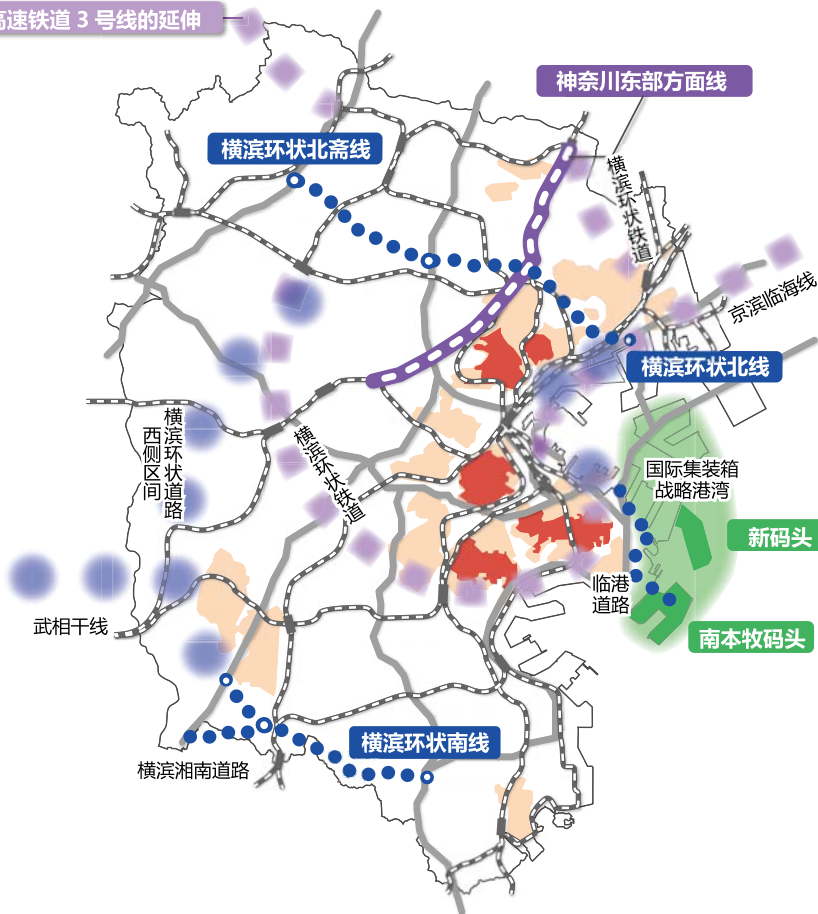 高速铁道3号线的延伸
神奈川东部方面线
横滨环状北斋线
横滨环状铁道
京滨临海线
横滨环状北线
横滨环状道路
西侧区间
横滨环状铁道
国际集装箱
战略港湾
新码头
临港
道路
武相干线
南本牧码头
横滨环状南线
横滨湘南道路